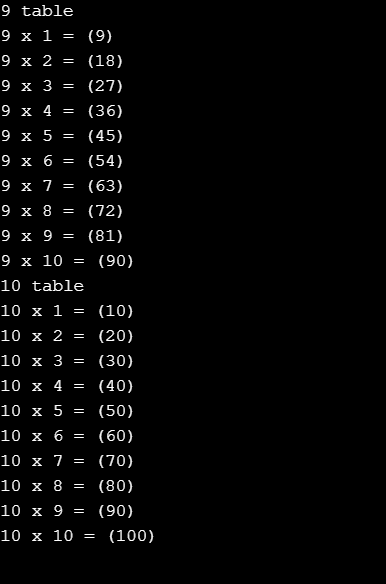 9 table
9 x 1 = (9)
9 x 2 = (18)
9 x 3 = (27)
9 x 4 = (36)
9 x 5 = (45)
9 x 6 = (54)
9 x 7 = (63)
9 x 8 = (72)
9 x 9 = (81)
9 x 10 = (90)
10 table
10 x 1 = (10)
10 x 2 = (20)
10 x 3 = (30)
10 x 4 = (40)
10 x 5 = (50)
10 x 6 = (60)
10 x 7 = (70)
10 x 8 = (80)
10 x 9 = (90)
10 x 10 = (100)